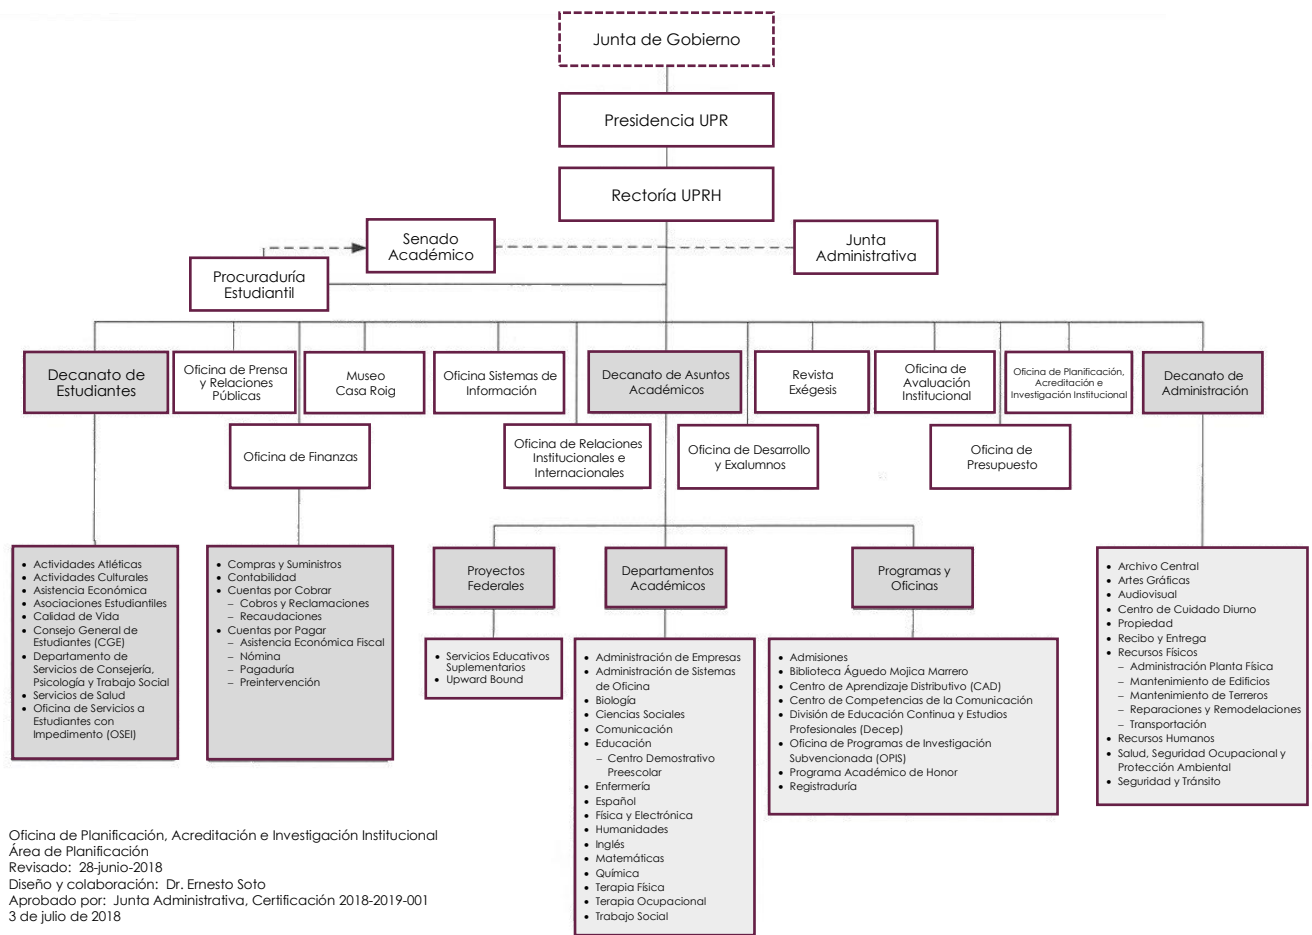 Junta de Gobierno
Presidencia UPR
Rectoría UPRH
Senado
Académico
Junta
Administrativa
Procuraduría
Estudiantil
Decanato de
Estudiantes
Oficina de Prensa
y Relaciones
Públicas
Museo
Casa Roig
Oficina Sistemas de
Información
Decanato de Asuntos
Académicos
Revista
Exégesis
Oficina de
Avaluación
Institucional
Oficina de Planificación,
Acreditación e
Investigación Institucional
Decanato de
Administración
Oficina de Finanzas
Oficina de Relaciones
Institucionales e
Internacionales
Oficina de Desarrollo
y Exalumnos
Oficina de
Presupuesto
• Actividades Atléticas
• Actividades Culturales
• Asistencia Económica
• Asociaciones Estudiantiles
• Calidad de Vida
• Consejo General de
Estudiantes (CGE)
• Departamento de
Servicios de Consejería,
Psicología y Trabajo Social
• Servicios de Salud
• Oficina de Servicios a
Estudiantes con
Impedimento (OSEI)
• Compras y Suministros
• Contabilidad
• Cuentas por Cobrar
– Cobros y Reclamaciones
– Recaudaciones
• Cuentas por Pagar
– Asistencia Económica Fiscal
– Nómina
– Pagaduría
– Preintervención
Proyectos
Federales
• Servicios Educativos
Suplementarios
• Upward Bound
Departamentos
Académicos
• Administración de Empresas
• Administración de Sistemas
de Oficina
• Biología
• Ciencias Sociales
• Comunicación
• Educación
– Centro Demostrativo
Preescolar
• Enfermería
• Español
• Física y Electrónica
• Humanidades
• Inglés
• Matemáticas
• Química
• Terapia Física
• Terapia Ocupacional
• Trabajo Social
Programas y
Oficinas
• Admisiones
• Biblioteca Águedo Mojica Marrero
• Centro de Aprendizaje Distributivo (CAD)
• Centro de Competencias de la Comunicación
• División de Educación Continua y Estudios
Profesionales (Decep)
• Oficina de Programas de Investigación
Subvencionada (OPIS)
• Programa Académico de Honor
• Registraduría
• Archivo Central
• Artes Gráficas
• Audiovisual
• Centro de Cuidado Diurno
• Propiedad
• Recibo y Entrega
• Recursos Físicos
– Administración Planta Física
– Mantenimiento de Edificios
– Mantenimiento de Terreros
– Reparaciones y Remodelaciones
– Transportación
• Recursos Humanos
• Salud, Seguridad Ocupacional y
Protección Ambiental
• Seguridad y Tránsito
Oficina de Planificación, Acreditación e Investigación Institucional
Área de Planificación
Revisado: 28-junio-2018
Diseño y colaboración: Dr. Ernesto Soto
Aprobado por: Junta Administrativa, Certificación 2018-2019-001
3 de julio de 2018